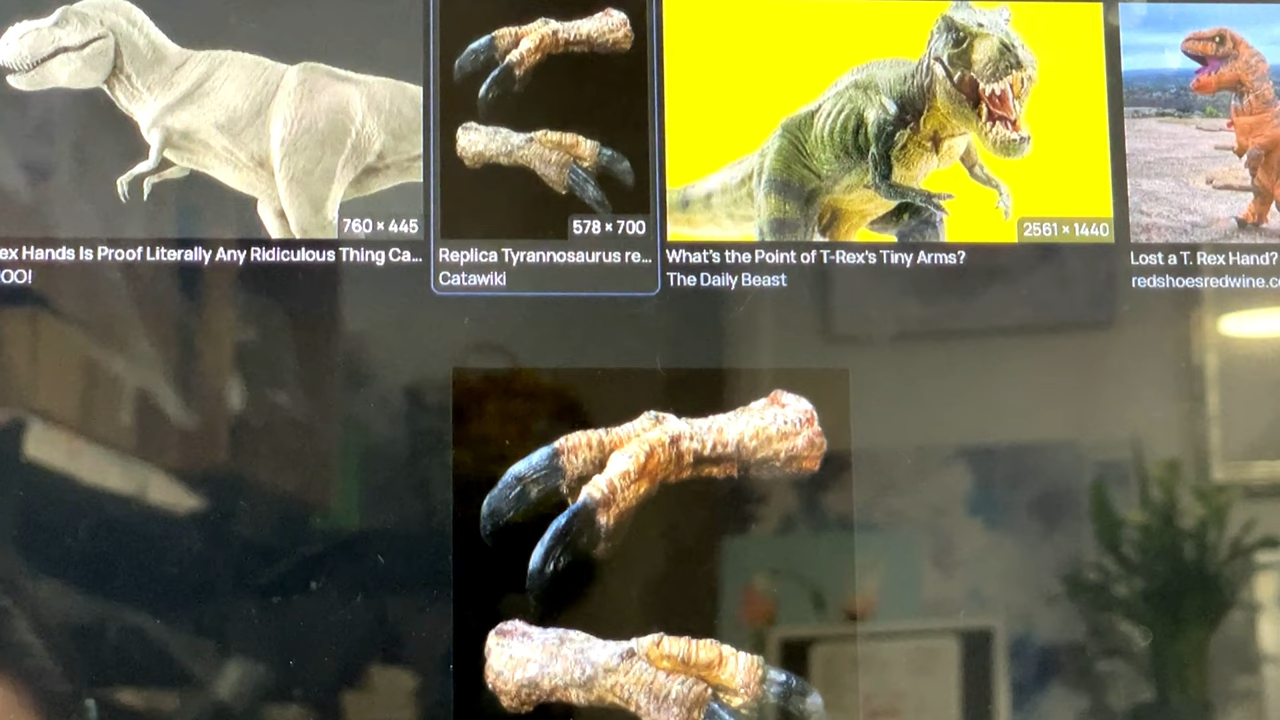 760 × 445
578 × 700
2561 × 1440
ex Hands Is Proof Literally Any Ridiculous Thing Ca...
OO!
Replica Tyrannosaurus re...
Catawiki
What's the Point of T-Rex's Tiny Arms?
The Daily Beast
Lost a T. Rex Hand?
redshoesredwine.c